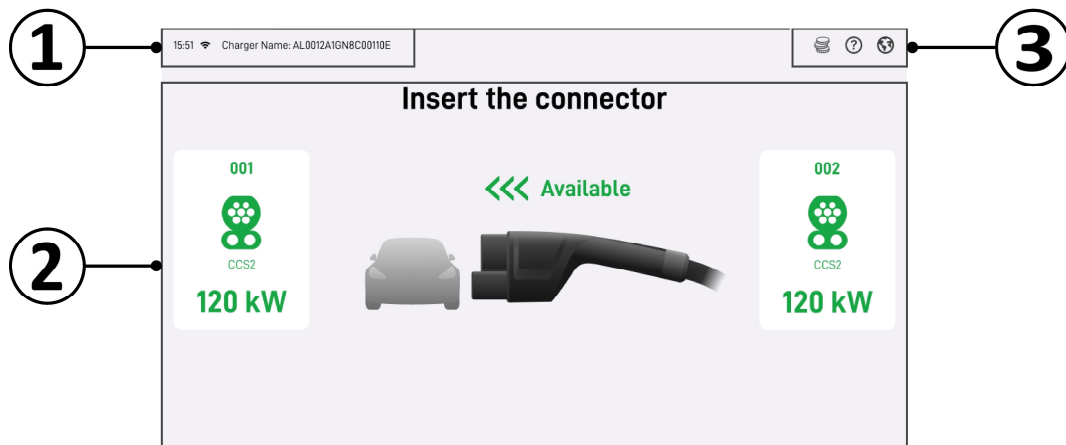 1
15:51 Charger Name: AL0012A1GN8C00110E
?
3
Insert the connector
001
Available
002
2
CCS2
CCS2
120 kW
120 kW